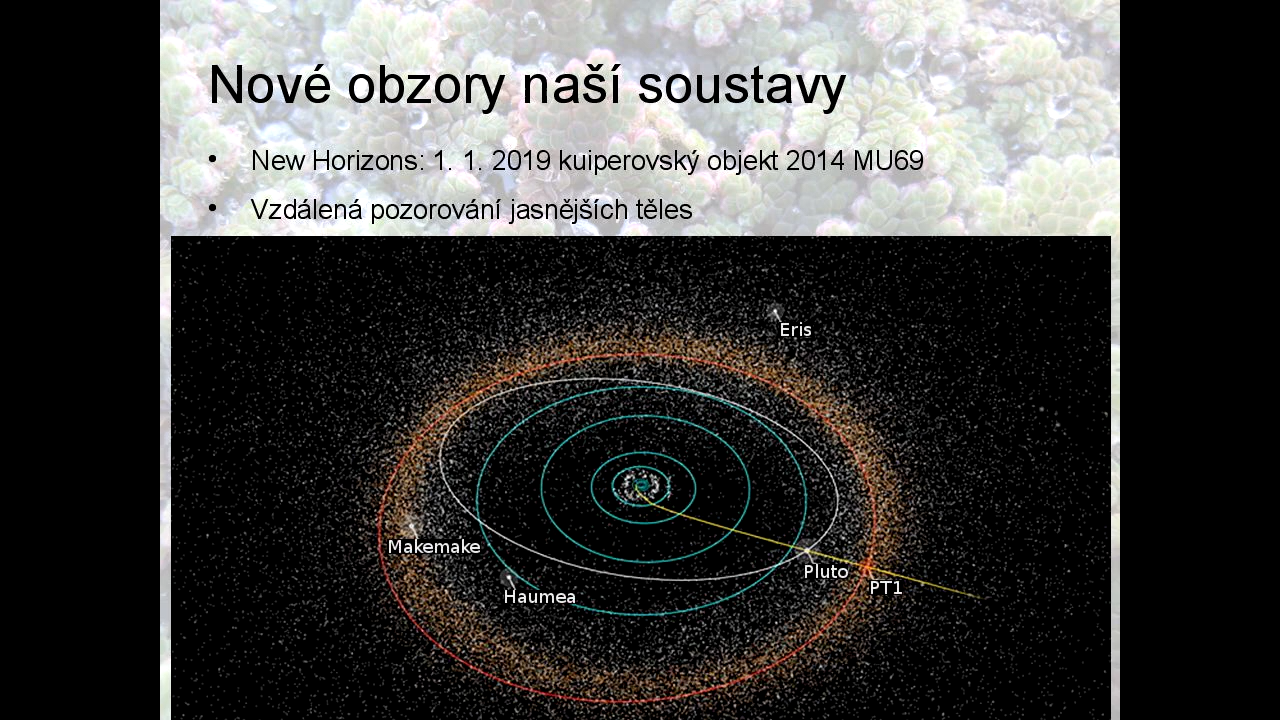 Nové obzory naší soustavy
• New Horizons: 1. 1. 2019 kuiperovský objekt 2014 MU69
• Vzdálená pozorování jasnějších těles
Eris
Makemake
Pluto
PT1
Haumea